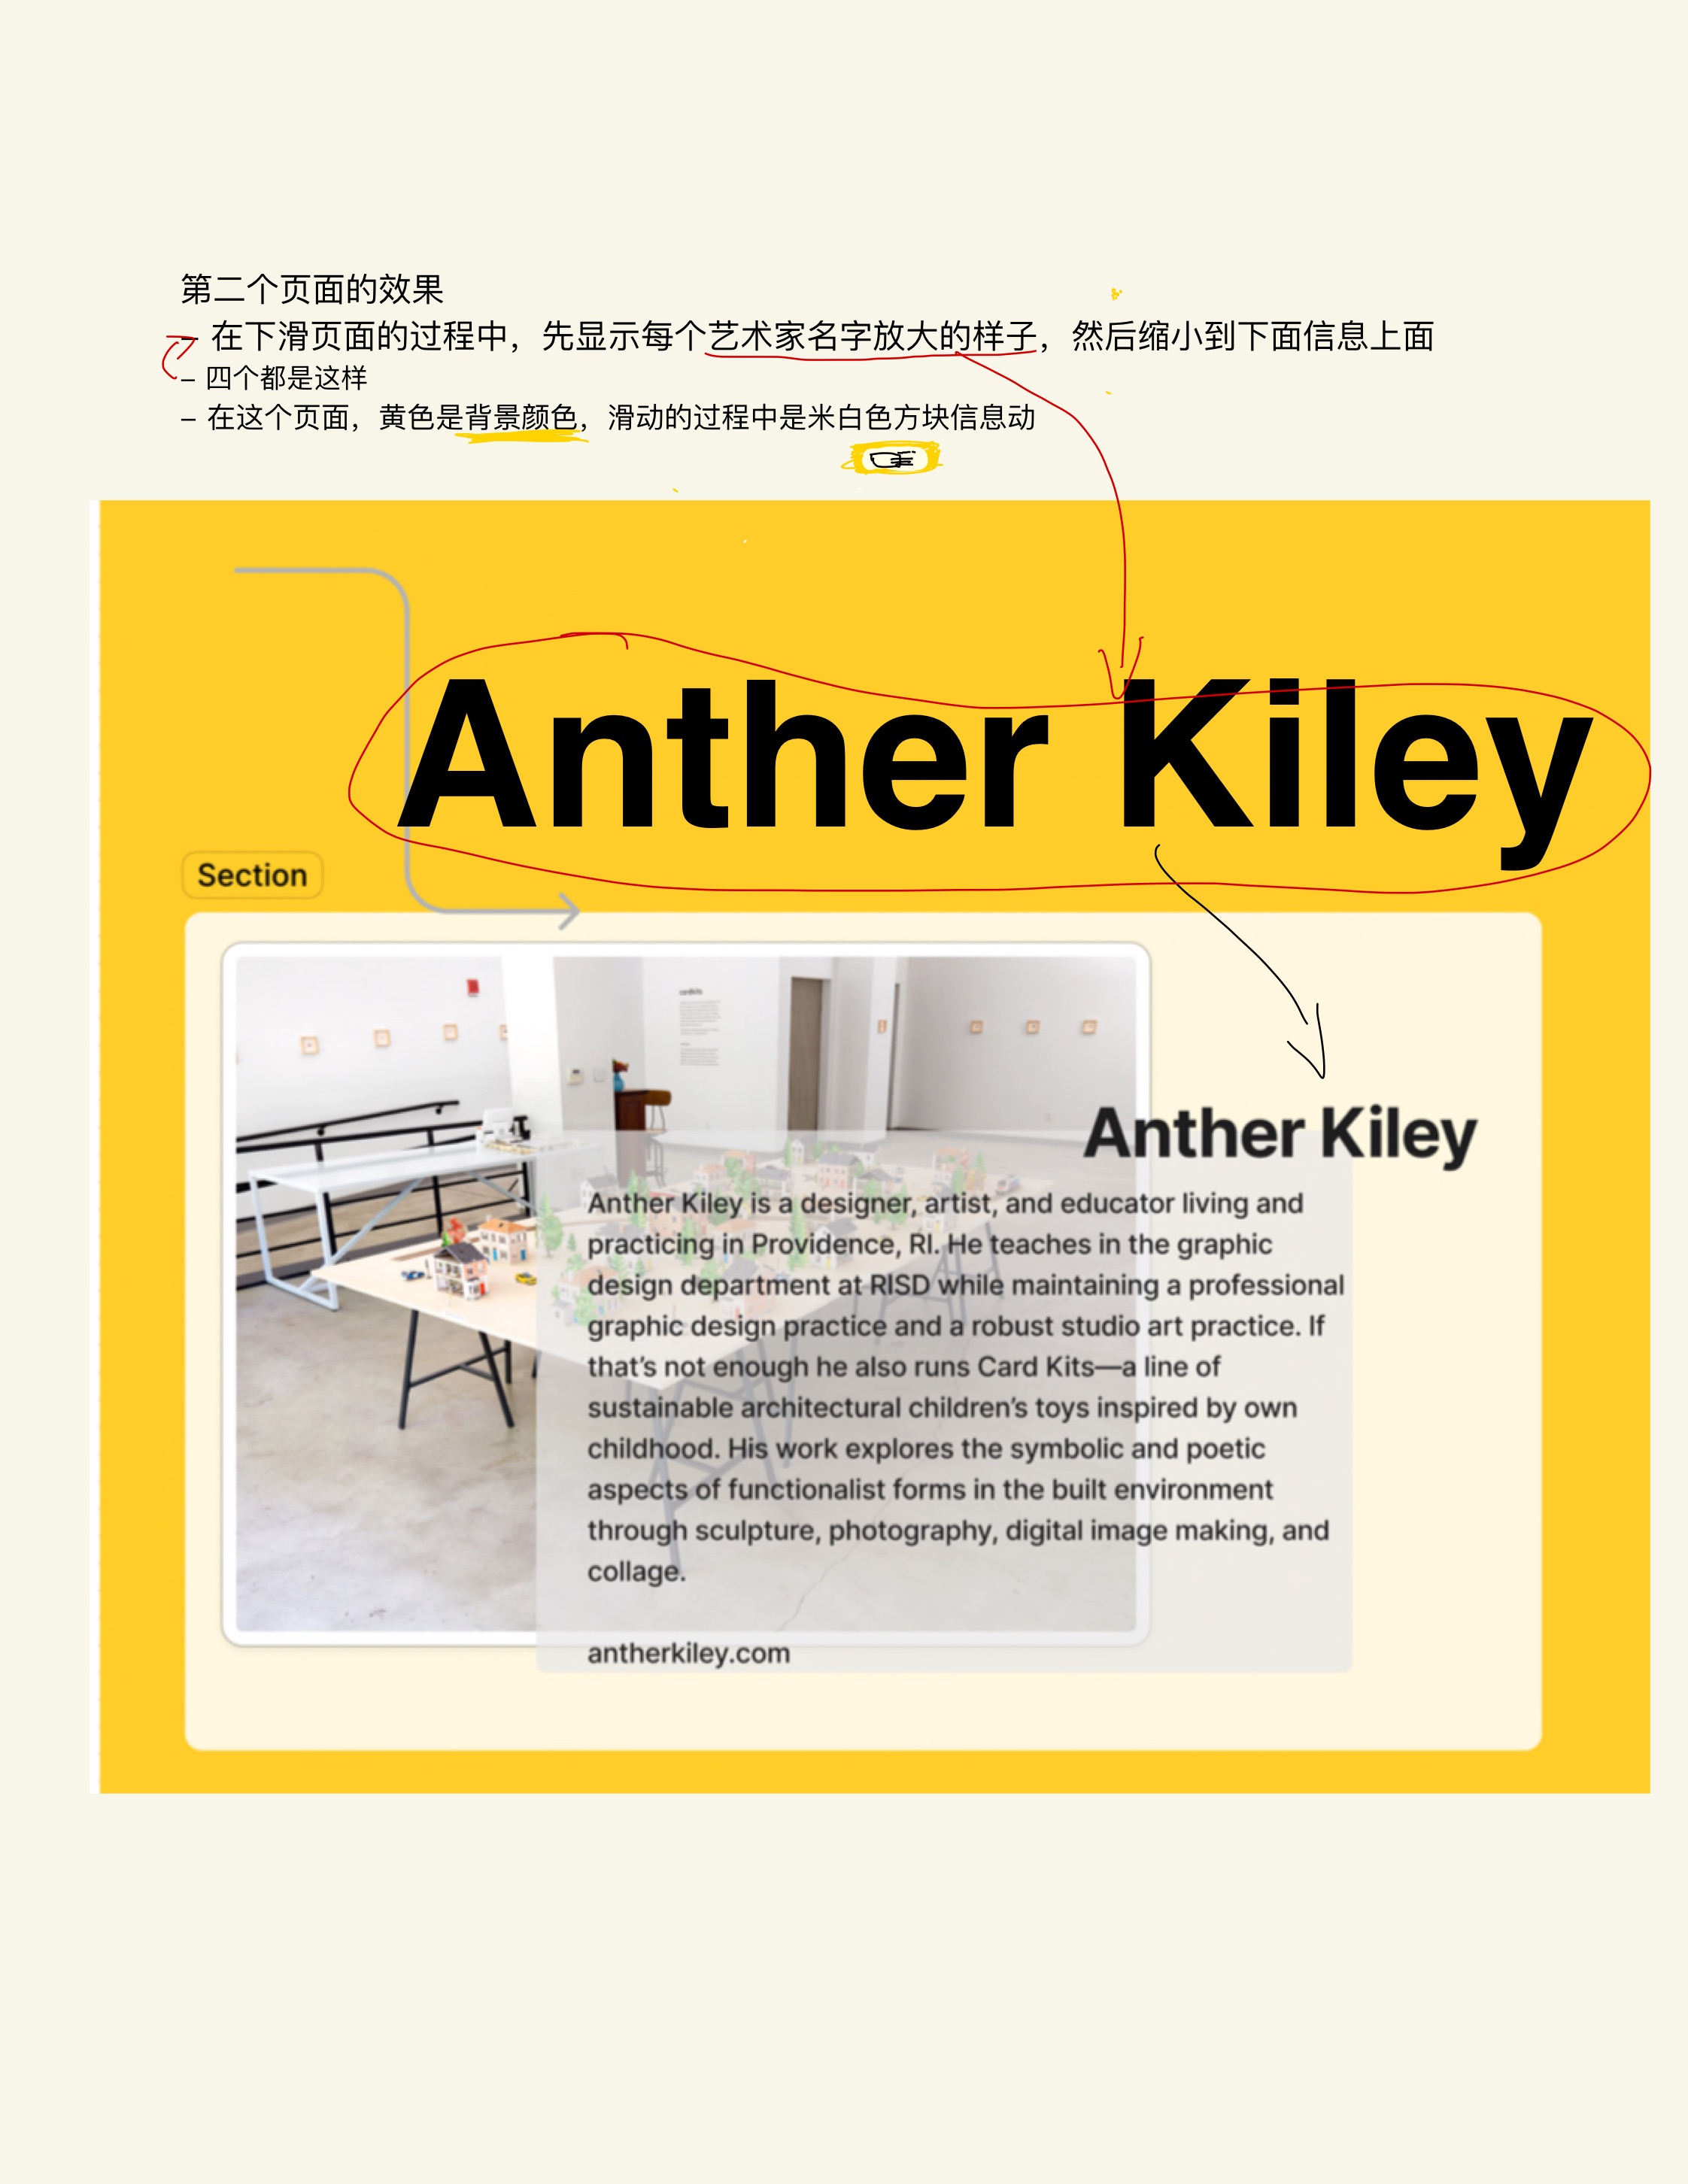 第二个页面的效果
– 在下滑页面的过程中，先显示每个艺术家名字放大的样子，然后缩小到下面信息上面
– 四个都是这样
– 在这个页面，黄色是背景颜色，滑动的过程中是米白色方块信息动
Anther Kiley
Section
Anther Kiley
Anther Kiley is a designer, artist, and educator living and
practicing in Providence, RI. He teaches in the graphic
design department at RISD while maintaining a professional
graphic design practice and a robust studio art practice. If
that’s not enough he also runs Card Kits—a line of
sustainable architectural children’s toys inspired by own
childhood. His work explores the symbolic and poetic
aspects of functionalist forms in the built environment
through sculpture, photography, digital image making, and
collage.
antherkiley.com